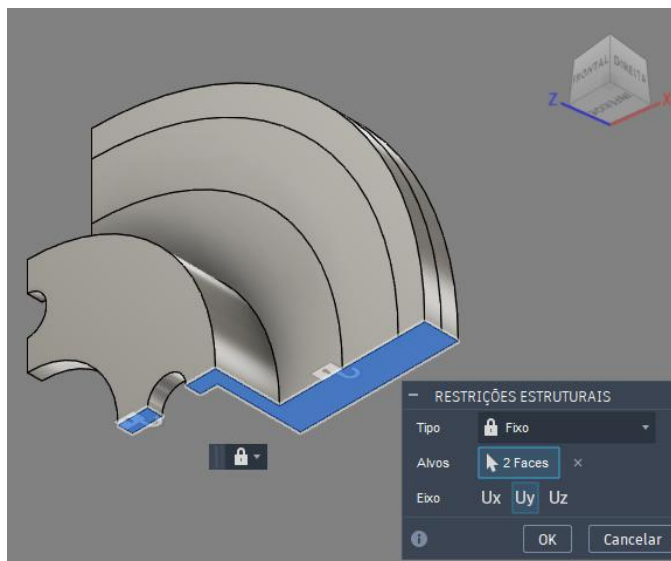 FRONTAL
DIREITA
Z
X
RESTRIÇÕES ESTRUTURAIS
Tipo
Fixo
Alvos
2 Faces
×
Eixo
Ux
Uy
Uz
OK
Cancelar